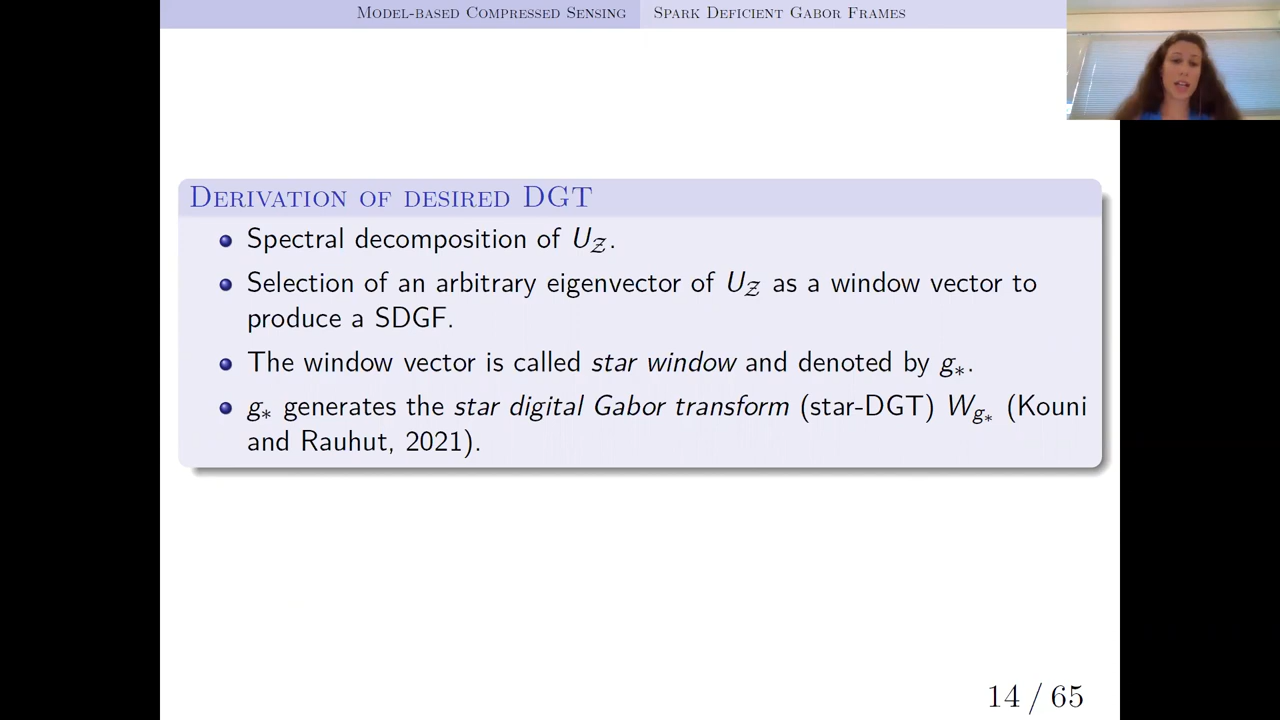 Model-based Compressed Sensing Spark Deficient Gabor Frames
Derivation of desired DGT
Spectral decomposition of U_𝒵.
Selection of an arbitrary eigenvector of U_𝒵 as a window vector to
produce a SDGF.
The window vector is called star window and denoted by g_*.
g_* generates the star digital Gabor transform (star-DGT) W_{g_*} (Kouni
and Rauhut, 2021).
14 / 65